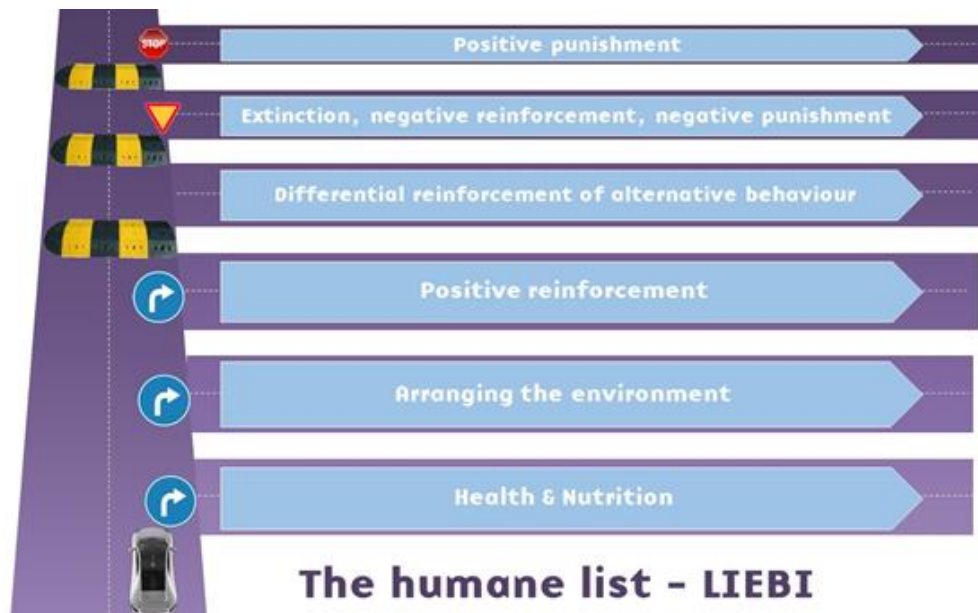 STOP
Positive punishment
Extinction, negative reinforcement, negative punishment
Differential reinforcement of alternative behaviour
Positive reinforcement
Arranging the environment
Health & Nutrition
The humane list - LIEBI